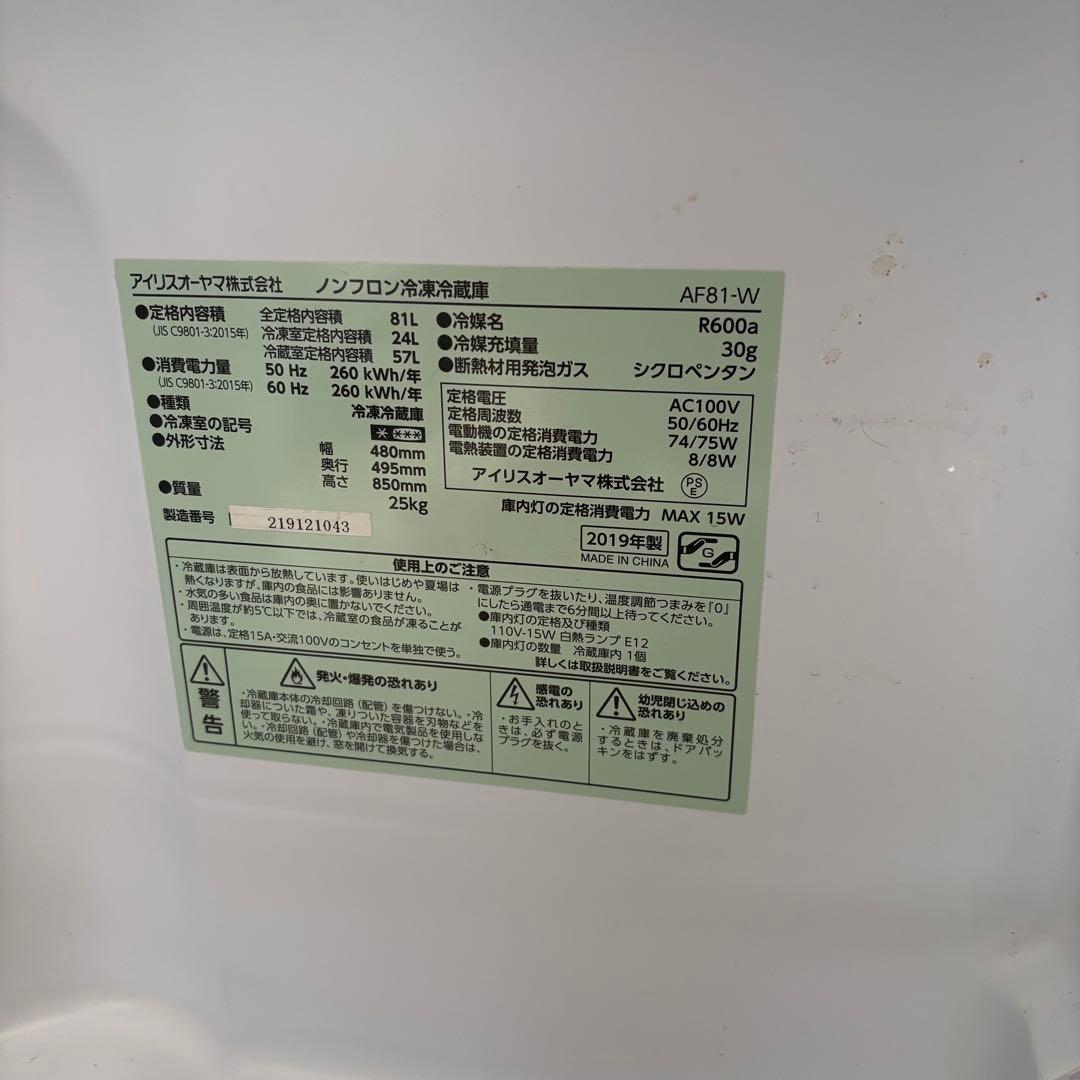 アイリスオーヤマ株式会社 ノンフロン冷凍冷蔵庫 AF81-W
●定格内容積 全定格内容積 81L
(JIS C9801-3:2015年) 冷凍室定格内容積 24L
冷蔵室定格内容積 57L
●消費電力量 50 Hz 260 kWh/年
(JIS C9801-3:2015年) 60 Hz 260 kWh/年
●種類 冷凍冷蔵庫
●冷凍室の記号
●外形寸法 幅 480mm
奥行 495mm
高さ 850mm
●質量 25kg
製造番号 219121043
●冷媒名 R600a
●冷媒充填量 30g
●断熱材用発泡ガス シクロペンタン
定格電圧 AC100V
定格周波数 50/60Hz
電動機の定格消費電力 74/75W
電熱装置の定格消費電力 8/8W
アイリスオーヤマ株式会社 PSE
庫内灯の定格消費電力 MAX 15W
2019年製
MADE IN CHINA
G
使用上のご注意
・冷蔵庫は表面から放熱しています。使いはじめや夏場は
熱くなりますが、庫内の食品には影響ありません。
・水気の多い食品は庫内の奥に置かないでください。
・周囲温度が約5℃以下では、冷蔵室の食品が凍ることが
あります。
・電源は、定格15A・交流100Vのコンセントを単独で使う。
・電源プラグを抜いたり、温度調節つまみを「0」
にしたら通電まで6分間以上待ってください。
●庫内灯の定格及び種類
110V-15W 白熱ランプ E12
●庫内灯の数量 冷蔵庫内 1個
詳しくは取扱説明書をご覧ください。
警告
発火・爆発の恐れあり
・冷蔵庫本体の冷却回路(配管)を傷つけない。・冷
却器についた霜や、凍りついた容器を刃物などを
使って取らない。・冷蔵庫内で電気製品を使用しな
い。・冷却回路(配管)や冷却器を傷つけた場合は、
火気の使用を避け、窓を開けて換気する。
感電の
恐れあり
・お手入れのと
きは、必ず電源
プラグを抜く。
幼児閉じ込めの
恐れあり
・冷蔵庫を廃棄処分
するときは、ドアパッ
キンをはずす。